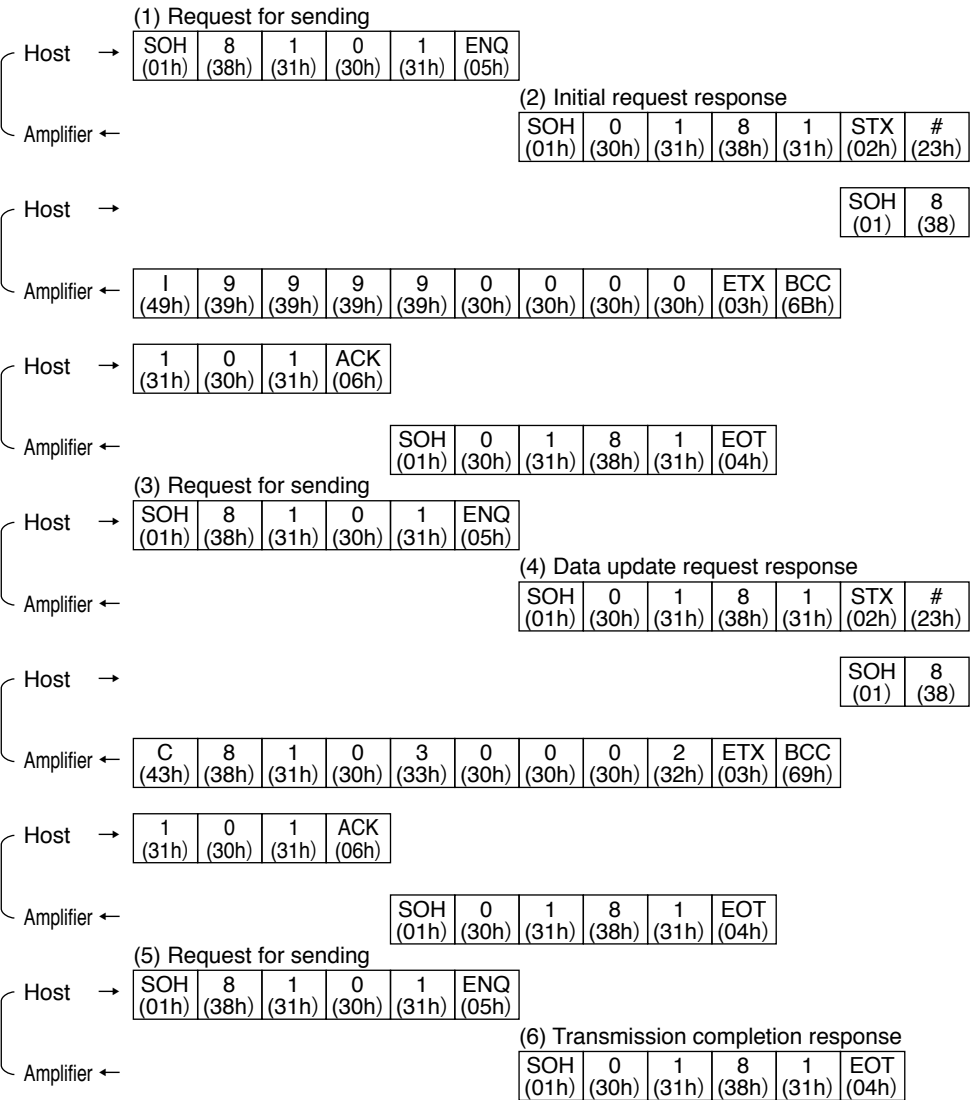 (1) Request for sending
Host → SOH 8 1 0 1 ENQ
(01h) (38h) (31h) (30h) (31h) (05h)
(2) Initial request response
Amplifier ← SOH 0 1 8 1 STX #
(01h) (30h) (31h) (38h) (31h) (02h) (23h)
Host → SOH 8
(01) (38)
Amplifier ← I 9 9 9 9 0 0 0 0 ETX BCC
(49h) (39h) (39h) (39h) (39h) (30h) (30h) (30h) (30h) (03h) (6Bh)
Host → 1 0 1 ACK
(31h) (30h) (31h) (06h)
Amplifier ← SOH 0 1 8 1 EOT
(01h) (30h) (31h) (38h) (31h) (04h)
(3) Request for sending
Host → SOH 8 1 0 1 ENQ
(01h) (38h) (31h) (30h) (31h) (05h)
(4) Data update request response
Amplifier ← SOH 0 1 8 1 STX #
(01h) (30h) (31h) (38h) (31h) (02h) (23h)
Host → SOH 8
(01) (38)
Amplifier ← C 8 1 0 3 0 0 0 2 ETX BCC
(43h) (38h) (31h) (30h) (33h) (30h) (30h) (30h) (32h) (03h) (69h)
Host → 1 0 1 ACK
(31h) (30h) (31h) (06h)
Amplifier ← SOH 0 1 8 1 EOT
(01h) (30h) (31h) (38h) (31h) (04h)
(5) Request for sending
Host → SOH 8 1 0 1 ENQ
(01h) (38h) (31h) (30h) (31h) (05h)
(6) Transmission completion response
Amplifier ← SOH 0 1 8 1 EOT
(01h) (30h) (31h) (38h) (31h) (04h)